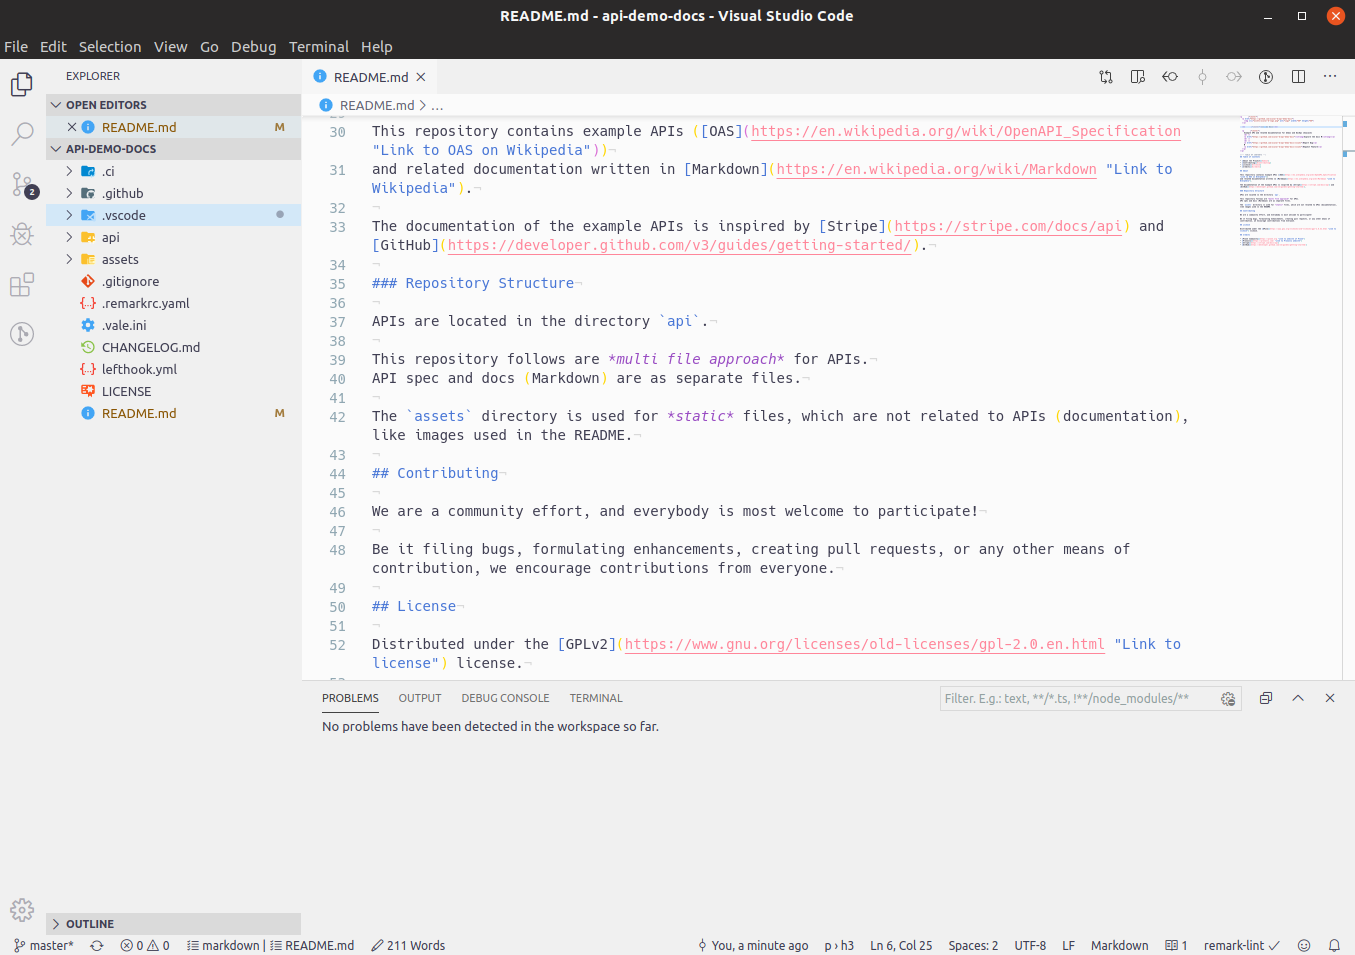 README.md - api-demo-docs - Visual Studio Code
File Edit Selection View Go Debug Terminal Help
EXPLORER
OPEN EDITORS
README.md M
API-DEMO-DOCS
.ci
.github
.vscode
api
assets
.gitignore
.remarkrc.yaml
.vale.ini
CHANGELOG.md
lefthook.yml
LICENSE
README.md M
OUTLINE
2
README.md
README.md > ...
30 This repository contains example APIs ([OAS](https://en.wikipedia.org/wiki/OpenAPI_Specification
"Link to OAS on Wikipedia"))¬
31 and related documentation written in [Markdown](https://en.wikipedia.org/wiki/Markdown "Link to
Wikipedia").¬
32 ¬
33 The documentation of the example APIs is inspired by [Stripe](https://stripe.com/docs/api) and
[GitHub](https://developer.github.com/v3/guides/getting-started/).¬
34 ¬
35 ### Repository Structure¬
36 ¬
37 APIs are located in the directory `api`.¬
38 ¬
39 This repository follows are *multi file approach* for APIs.¬
40 API spec and docs (Markdown) are as separate files.¬
41 ¬
42 The `assets` directory is used for *static* files, which are not related to APIs (documentation),
like images used in the README.¬
43 ¬
44 ## Contributing¬
45 ¬
46 We are a community effort, and everybody is most welcome to participate!¬
47 ¬
48 Be it filing bugs, formulating enhancements, creating pull requests, or any other means of
contribution, we encourage contributions from everyone.¬
49 ¬
50 ## License¬
51 ¬
52 Distributed under the [GPLv2](https://www.gnu.org/licenses/old-licenses/gpl-2.0.en.html "Link to
license") license.¬
PROBLEMS OUTPUT DEBUG CONSOLE TERMINAL
Filter. E.g.: text, **/*.ts, !**/node_modules/**
No problems have been detected in the workspace so far.
master* 0 0 markdown | README.md 211 Words You, a minute ago p › h3 Ln 6, Col 25 Spaces: 2 UTF-8 LF Markdown 1 remark-lint